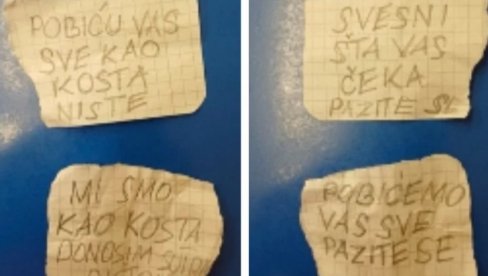 POBIĆU VAS
SVE KAO
KOSTA
NISTE
MI SMO
KAO KOSTA
DONOSIM
SVESNI
ŠTA VAS
ČEKA
PAZITE SE
POBIĆEMO
VAS SVE
PAZITE SE